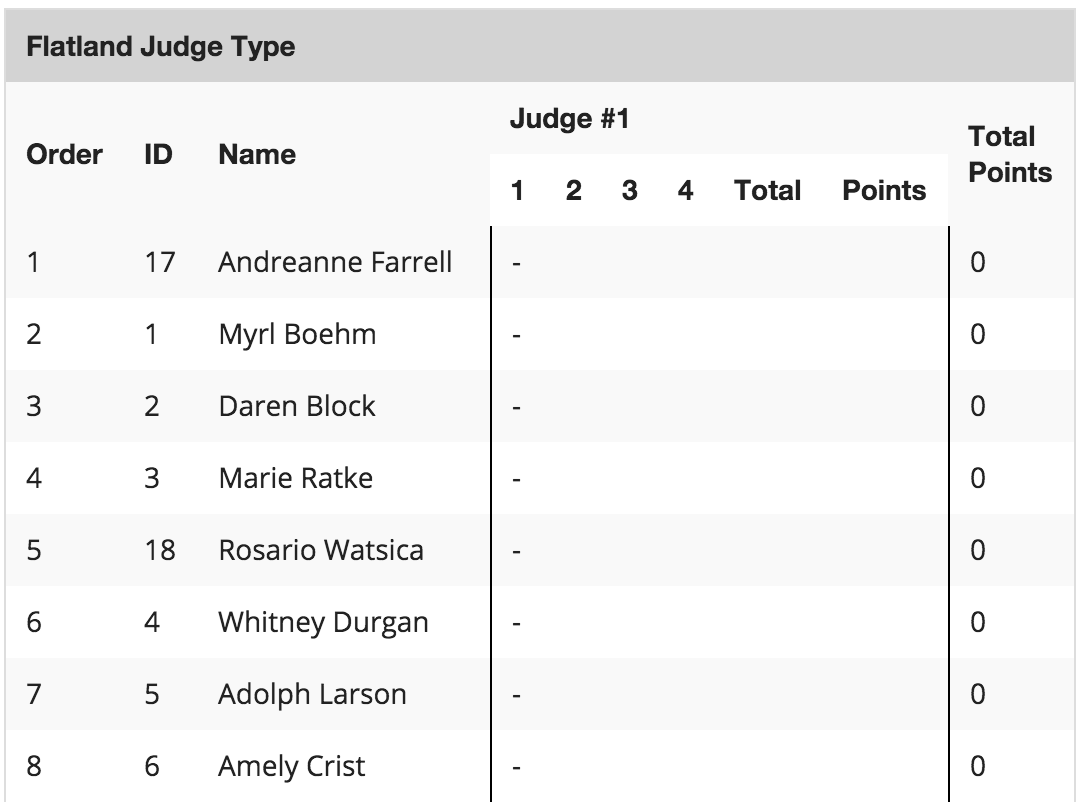 Flatland Judge Type
Order ID Name Judge #1 Total Points
1 2 3 4 Total Points
1 17 Andreanne Farrell - 0
2 1 Myrl Boehm - 0
3 2 Daren Block - 0
4 3 Marie Ratke - 0
5 18 Rosario Watsica - 0
6 4 Whitney Durgan - 0
7 5 Adolph Larson - 0
8 6 Amely Crist - 0